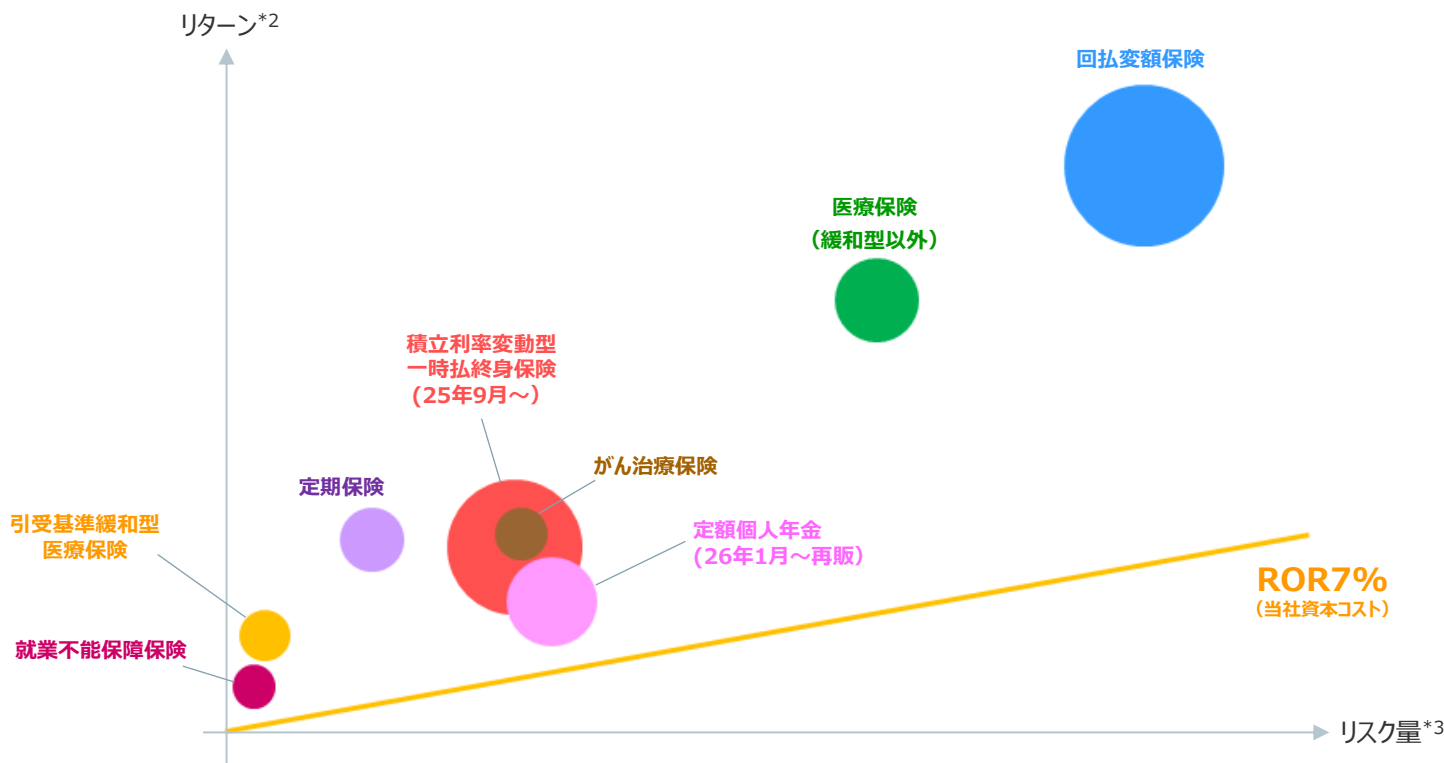 リターン*2
回払変額保険
医療保険
（緩和型以外）
積立利率変動型
一時払終身保険
(25年9月～）
がん治療保険
定期保険
定額個人年金
(26年1月～再販）
引受基準緩和型
医療保険
就業不能保障保険
ROR7%
（当社資本コスト）
リスク量*3